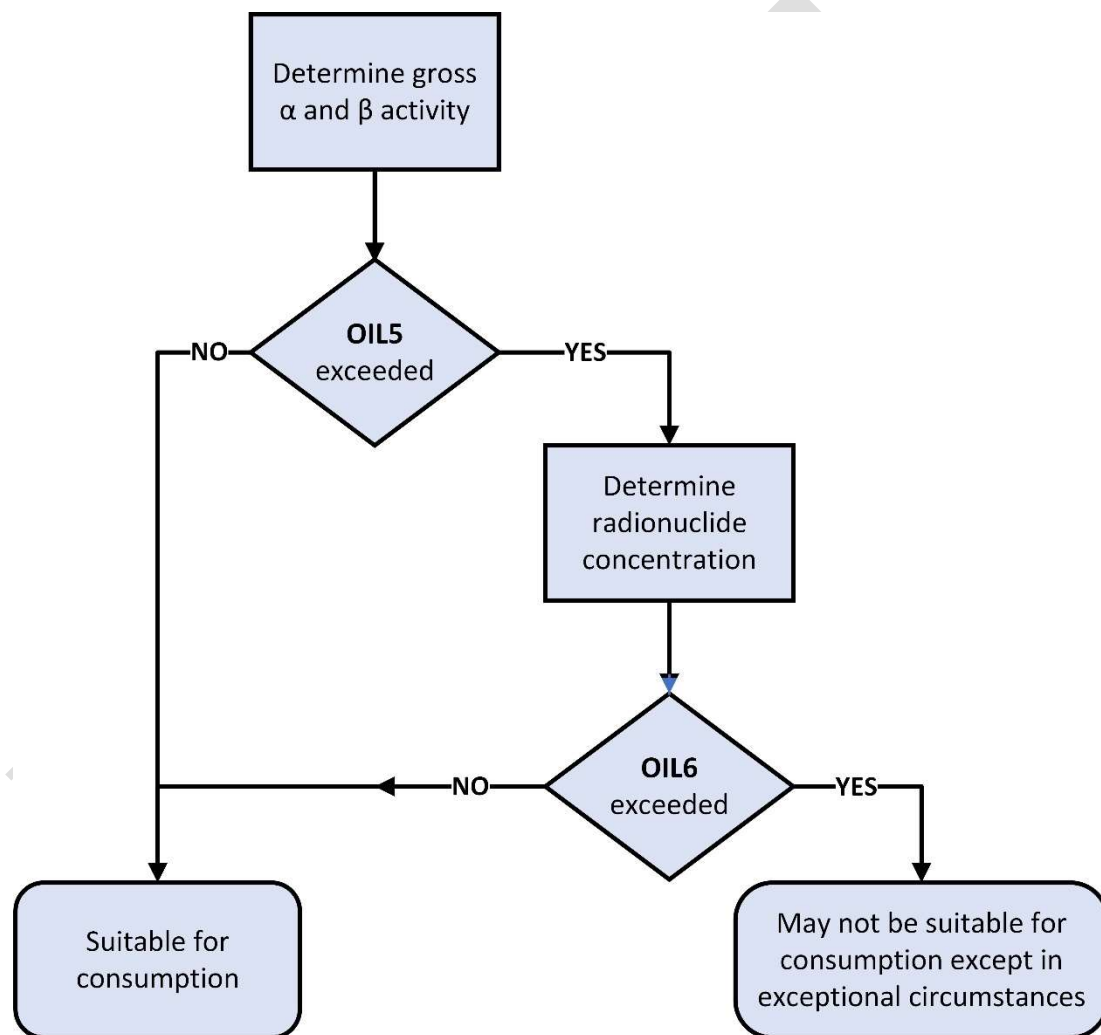 Determine gross
α and β activity
OIL5
exceeded
NO
YES
Determine
radionuclide
concentration
OIL6
exceeded
NO
YES
Suitable for
consumption
May not be suitable for
consumption except in
exceptional circumstances